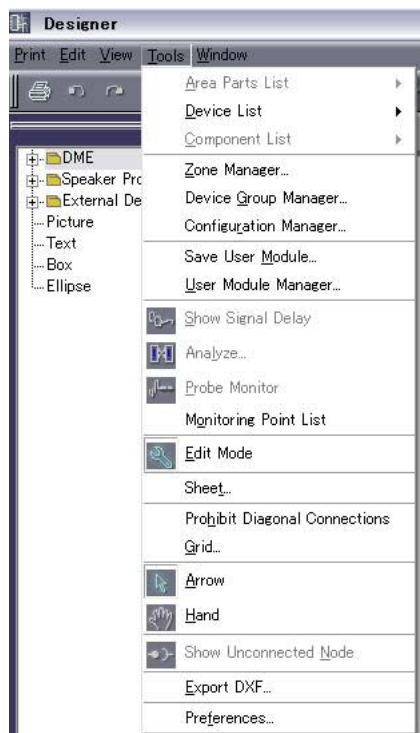 Designer
Print Edit View Tools Window
Area Parts List
Device List
Component List
Zone Manager...
Device Group Manager...
Configuration Manager...
Save User Module...
User Module Manager...
Show Signal Delay
Analyze...
Probe Monitor
Monitoring Point List
Edit Mode
Sheet...
Prohibit Diagonal Connections
Grid...
Arrow
Hand
Show Unconnected Node
Export DXF...
Preferences...
DME
Speaker Pro
External De
Picture
Text
Box
Ellipse